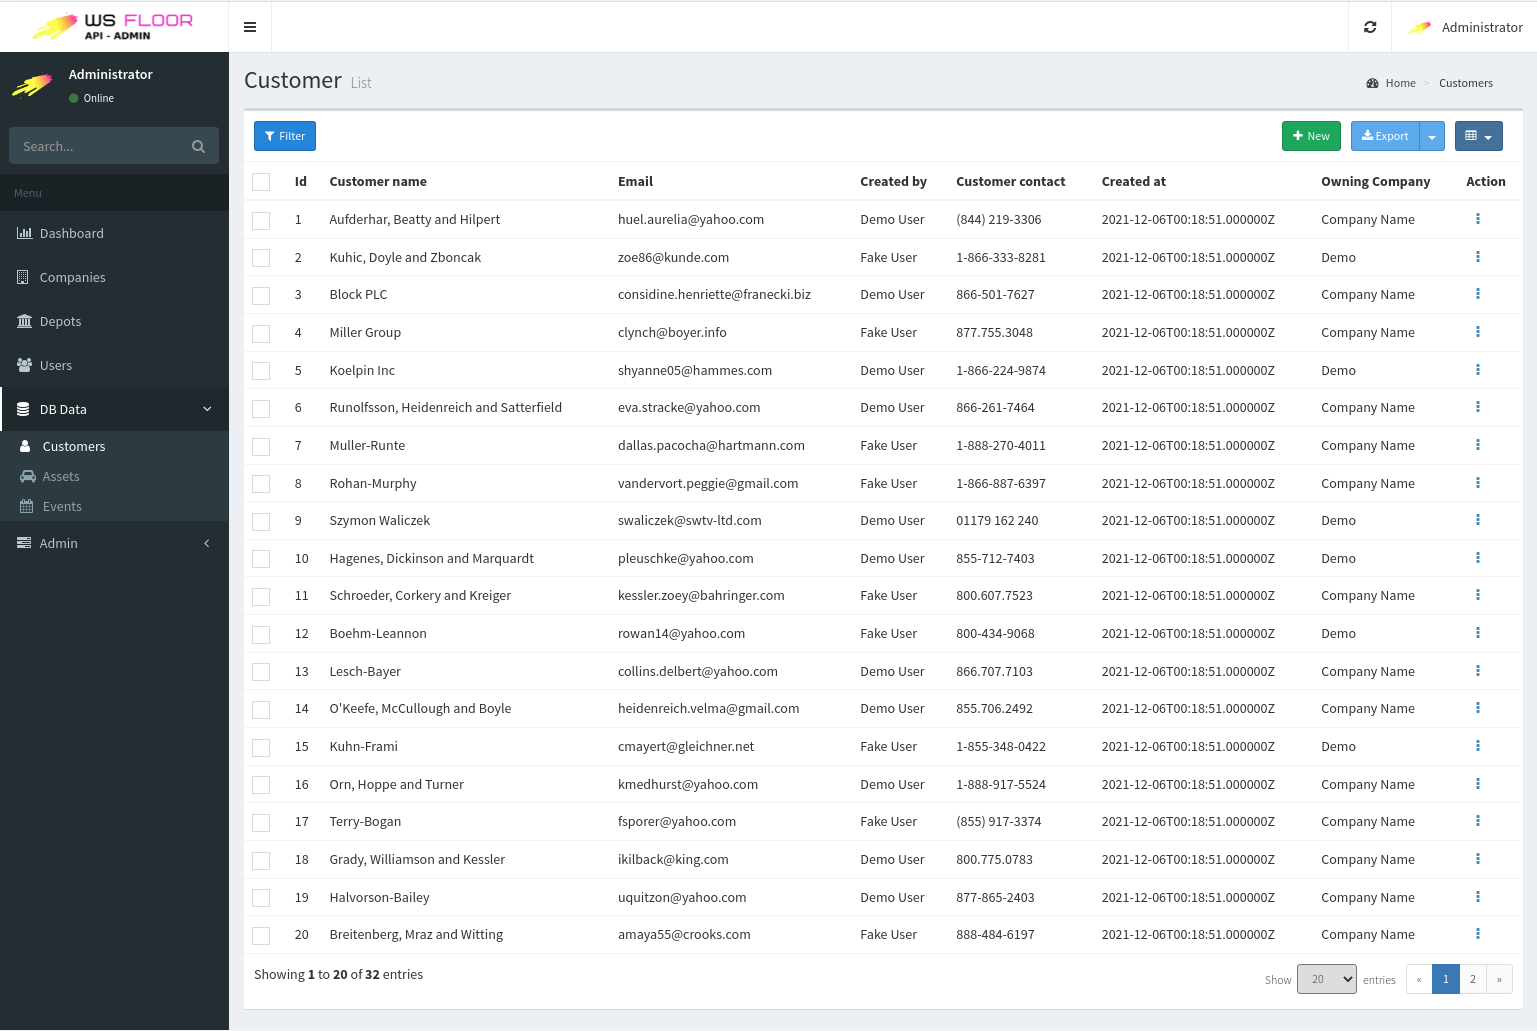 WS FLOOR
API - ADMIN
Administrator
Administrator
Online
Search...
Menu
Dashboard
Companies
Depots
Users
DB Data
Customers
Assets
Events
Admin
Customer List
Home > Customers
Filter
New Export
Id Customer name Email Created by Customer contact Created at Owning Company Action
1 Aufderhar, Beatty and Hilpert huel.aurelia@yahoo.com Demo User (844) 219-3306 2021-12-06T00:18:51.000000Z Company Name
2 Kuhic, Doyle and Zboncak zoe86@kunde.com Fake User 1-866-333-8281 2021-12-06T00:18:51.000000Z Demo
3 Block PLC considine.henriette@franecki.biz Demo User 866-501-7627 2021-12-06T00:18:51.000000Z Company Name
4 Miller Group clynch@boyer.info Fake User 877.755.3048 2021-12-06T00:18:51.000000Z Company Name
5 Koelpin Inc shyanne05@hammes.com Demo User 1-866-224-9874 2021-12-06T00:18:51.000000Z Demo
6 Runolfsson, Heidenreich and Satterfield eva.stracke@yahoo.com Demo User 866-261-7464 2021-12-06T00:18:51.000000Z Company Name
7 Muller-Runte dallas.pacocha@hartmann.com Fake User 1-888-270-4011 2021-12-06T00:18:51.000000Z Company Name
8 Rohan-Murphy vandervort.peggie@gmail.com Fake User 1-866-887-6397 2021-12-06T00:18:51.000000Z Company Name
9 Szymon Waliczek swaliczek@swtv-ltd.com Demo User 01179 162 240 2021-12-06T00:18:51.000000Z Demo
10 Hagenes, Dickinson and Marquardt pleuschke@yahoo.com Demo User 855-712-7403 2021-12-06T00:18:51.000000Z Demo
11 Schroeder, Corkery and Kreiger kessler.zoey@bahringer.com Fake User 800.607.7523 2021-12-06T00:18:51.000000Z Company Name
12 Boehm-Leannon rowan14@yahoo.com Fake User 800-434-9068 2021-12-06T00:18:51.000000Z Demo
13 Lesch-Bayer collins.delbert@yahoo.com Demo User 866.707.7103 2021-12-06T00:18:51.000000Z Company Name
14 O'Keefe, McCullough and Boyle heidenreich.velma@gmail.com Demo User 855.706.2492 2021-12-06T00:18:51.000000Z Company Name
15 Kuhn-Frami cmayert@gleichner.net Fake User 1-855-348-0422 2021-12-06T00:18:51.000000Z Demo
16 Orn, Hoppe and Turner kmedhurst@yahoo.com Demo User 1-888-917-5524 2021-12-06T00:18:51.000000Z Company Name
17 Terry-Bogan fsporer@yahoo.com Fake User (855) 917-3374 2021-12-06T00:18:51.000000Z Company Name
18 Grady, Williamson and Kessler ikilback@king.com Demo User 800.775.0783 2021-12-06T00:18:51.000000Z Company Name
19 Halvorson-Bailey uquitzon@yahoo.com Demo User 877-865-2403 2021-12-06T00:18:51.000000Z Company Name
20 Breitenberg, Mraz and Witting amaya55@crooks.com Fake User 888-484-6197 2021-12-06T00:18:51.000000Z Company Name
Showing 1 to 20 of 32 entries
Show 20 entries « 1 2 »